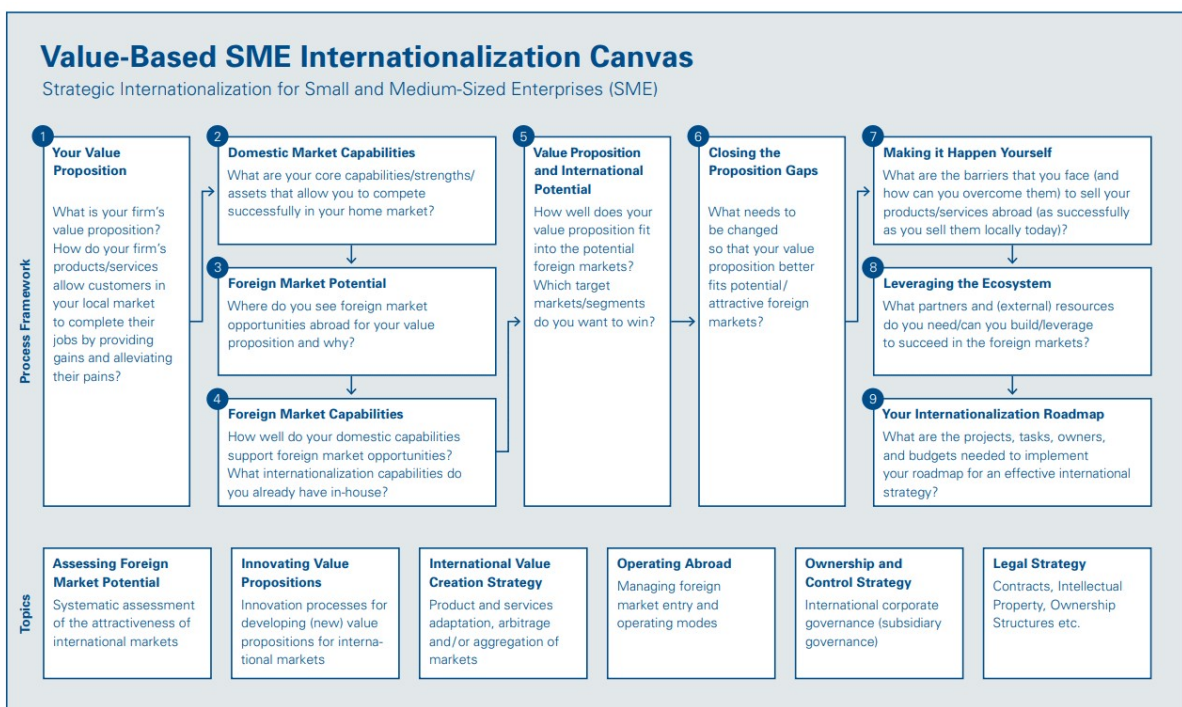 Value-Based SME Internationalization Canvas
Strategic Internationalization for Small and Medium-Sized Enterprises (SME)
Process Framework
1
Your Value
Proposition
What is your firm's
value proposition?
How do your firm's
products/services
allow customers in
your local market
to complete their
jobs by providing
gains and alleviating
their pains?
2
Domestic Market Capabilities
What are your core capabilities/strengths/
assets that allow you to compete
successfully in your home market?
3
Foreign Market Potential
Where do you see foreign market
opportunities abroad for your value
proposition and why?
4
Foreign Market Capabilities
How well do your domestic capabilities
support foreign market opportunities?
What internationalization capabilities do
you already have in-house?
5
Value Proposition
and International
Potential
How well does your
value proposition fit
into the potential
foreign markets?
Which target
markets/segments
do you want to win?
6
Closing the
Proposition Gaps
What needs to
be changed
so that your value
proposition better
fits potential/
attractive foreign
markets?
7
Making it Happen Yourself
What are the barriers that you face (and
how can you overcome them) to sell your
products/services abroad (as successfully
as you sell them locally today)?
8
Leveraging the Ecosystem
What partners and (external) resources
do you need/can you build/leverage
to succeed in the foreign markets?
9
Your Internationalization Roadmap
What are the projects, tasks, owners,
and budgets needed to implement
your roadmap for an effective international
strategy?
Topics
Assessing Foreign
Market Potential
Systematic assessment
of the attractiveness of
international markets
Innovating Value
Propositions
Innovation processes for
developing (new) value
propositions for interna-
tional markets
International Value
Creation Strategy
Product and services
adaptation, arbitrage
and/or aggregation of
markets
Operating Abroad
Managing foreign
market entry and
operating modes
Ownership and
Control Strategy
International corporate
governance (subsidiary
governance)
Legal Strategy
Contracts, Intellectual
Property, Ownership
Structures etc.